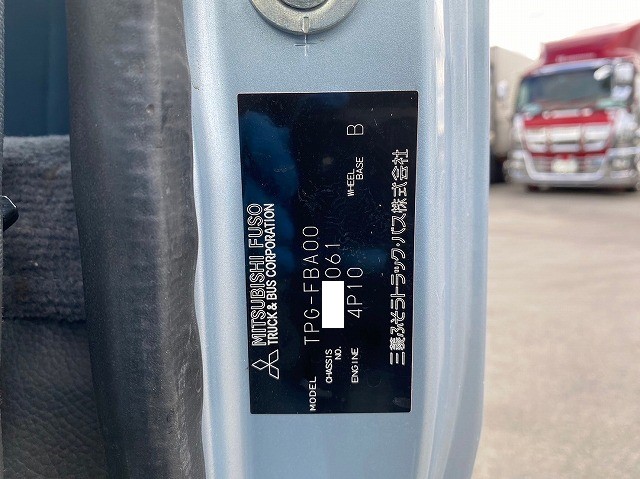 MITSUBISHI FUSO
TRUCK & BUS CORPORATION
MODEL TPG-FBA00
CHASSIS NO. 061
ENGINE 4P10 WHEEL BASE B
三菱ふそうトラック・バス株式会社